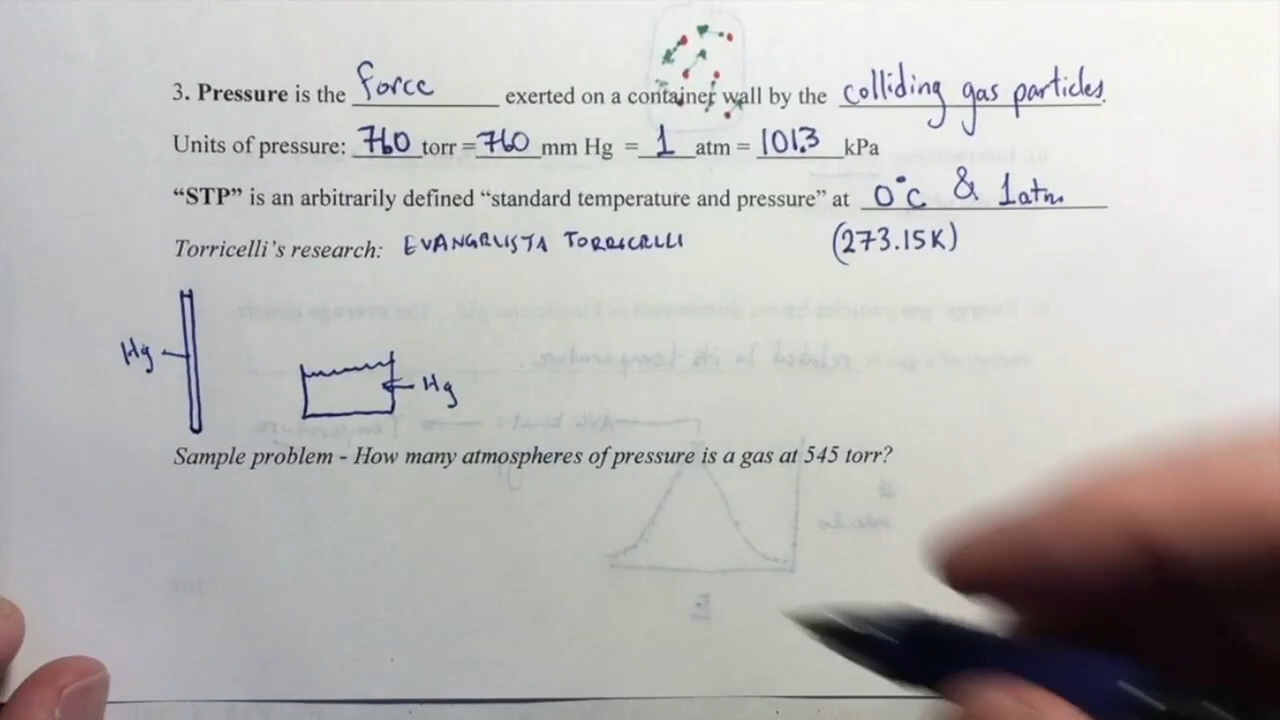 3. Pressure is the force exerted on a container wall by the colliding gas particles.
Units of pressure: 760 torr = 760 mm Hg = 1 atm = 101.3 kPa
“STP” is an arbitrarily defined “standard temperature and pressure” at 0°C & 1atm
Torricelli's research: EVANGELISTA TORRICELLI (273.15K)
Hg
Hg
Sample problem - How many atmospheres of pressure is a gas at 545 torr?